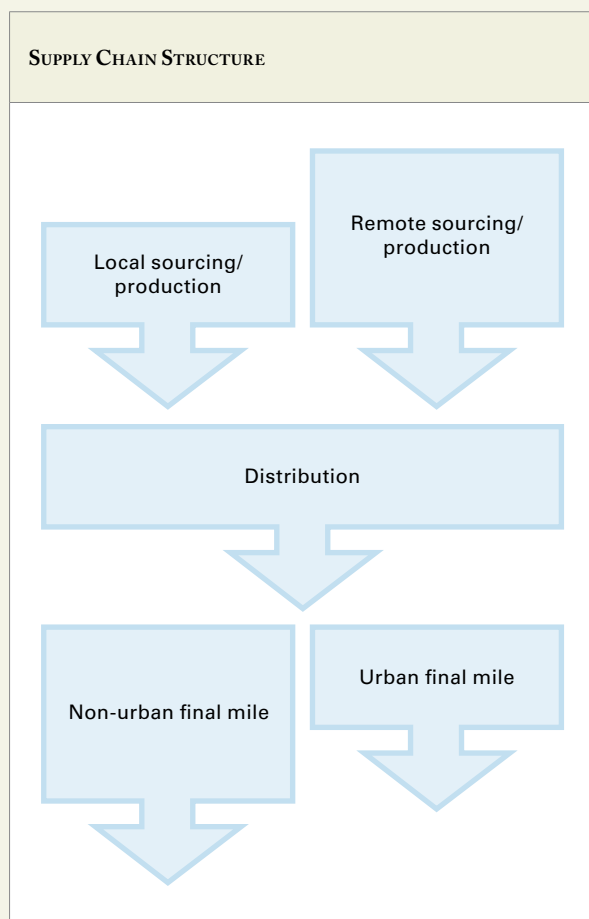 SUPPLY CHAIN STRUCTURE
Local sourcing/
production
Remote sourcing/
production
Distribution
Non-urban final mile
Urban final mile